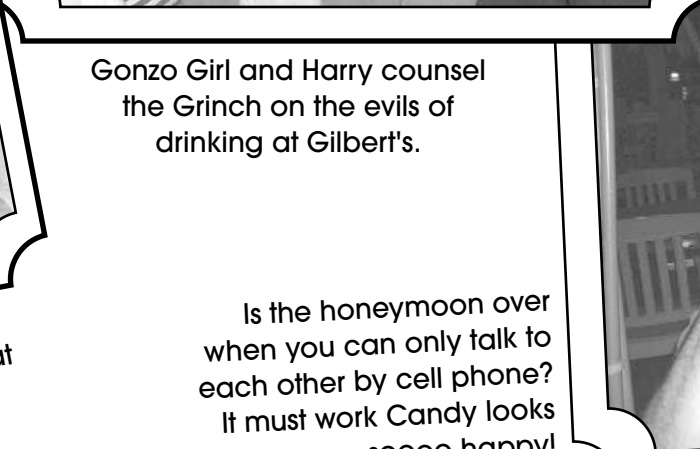 Gonzo Girl and Harry counsel
the Grinch on the evils of
drinking at Gilbert's.
Is the honeymoon over
when you can only talk to
each other by cell phone?
It must work Candy looks
happy!